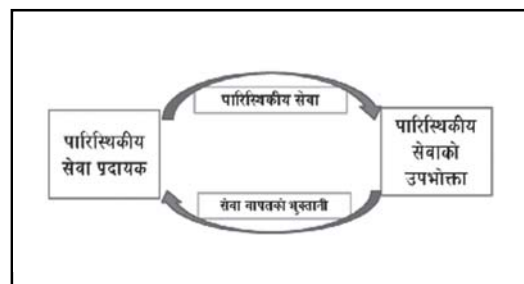 पारिस्थिकीय सेवा
पारिस्थिकीय
सेवा प्रदायक
पारिस्थिकीय
सेवाको
उपभोक्ता
सेवा वापतको भुक्तानी